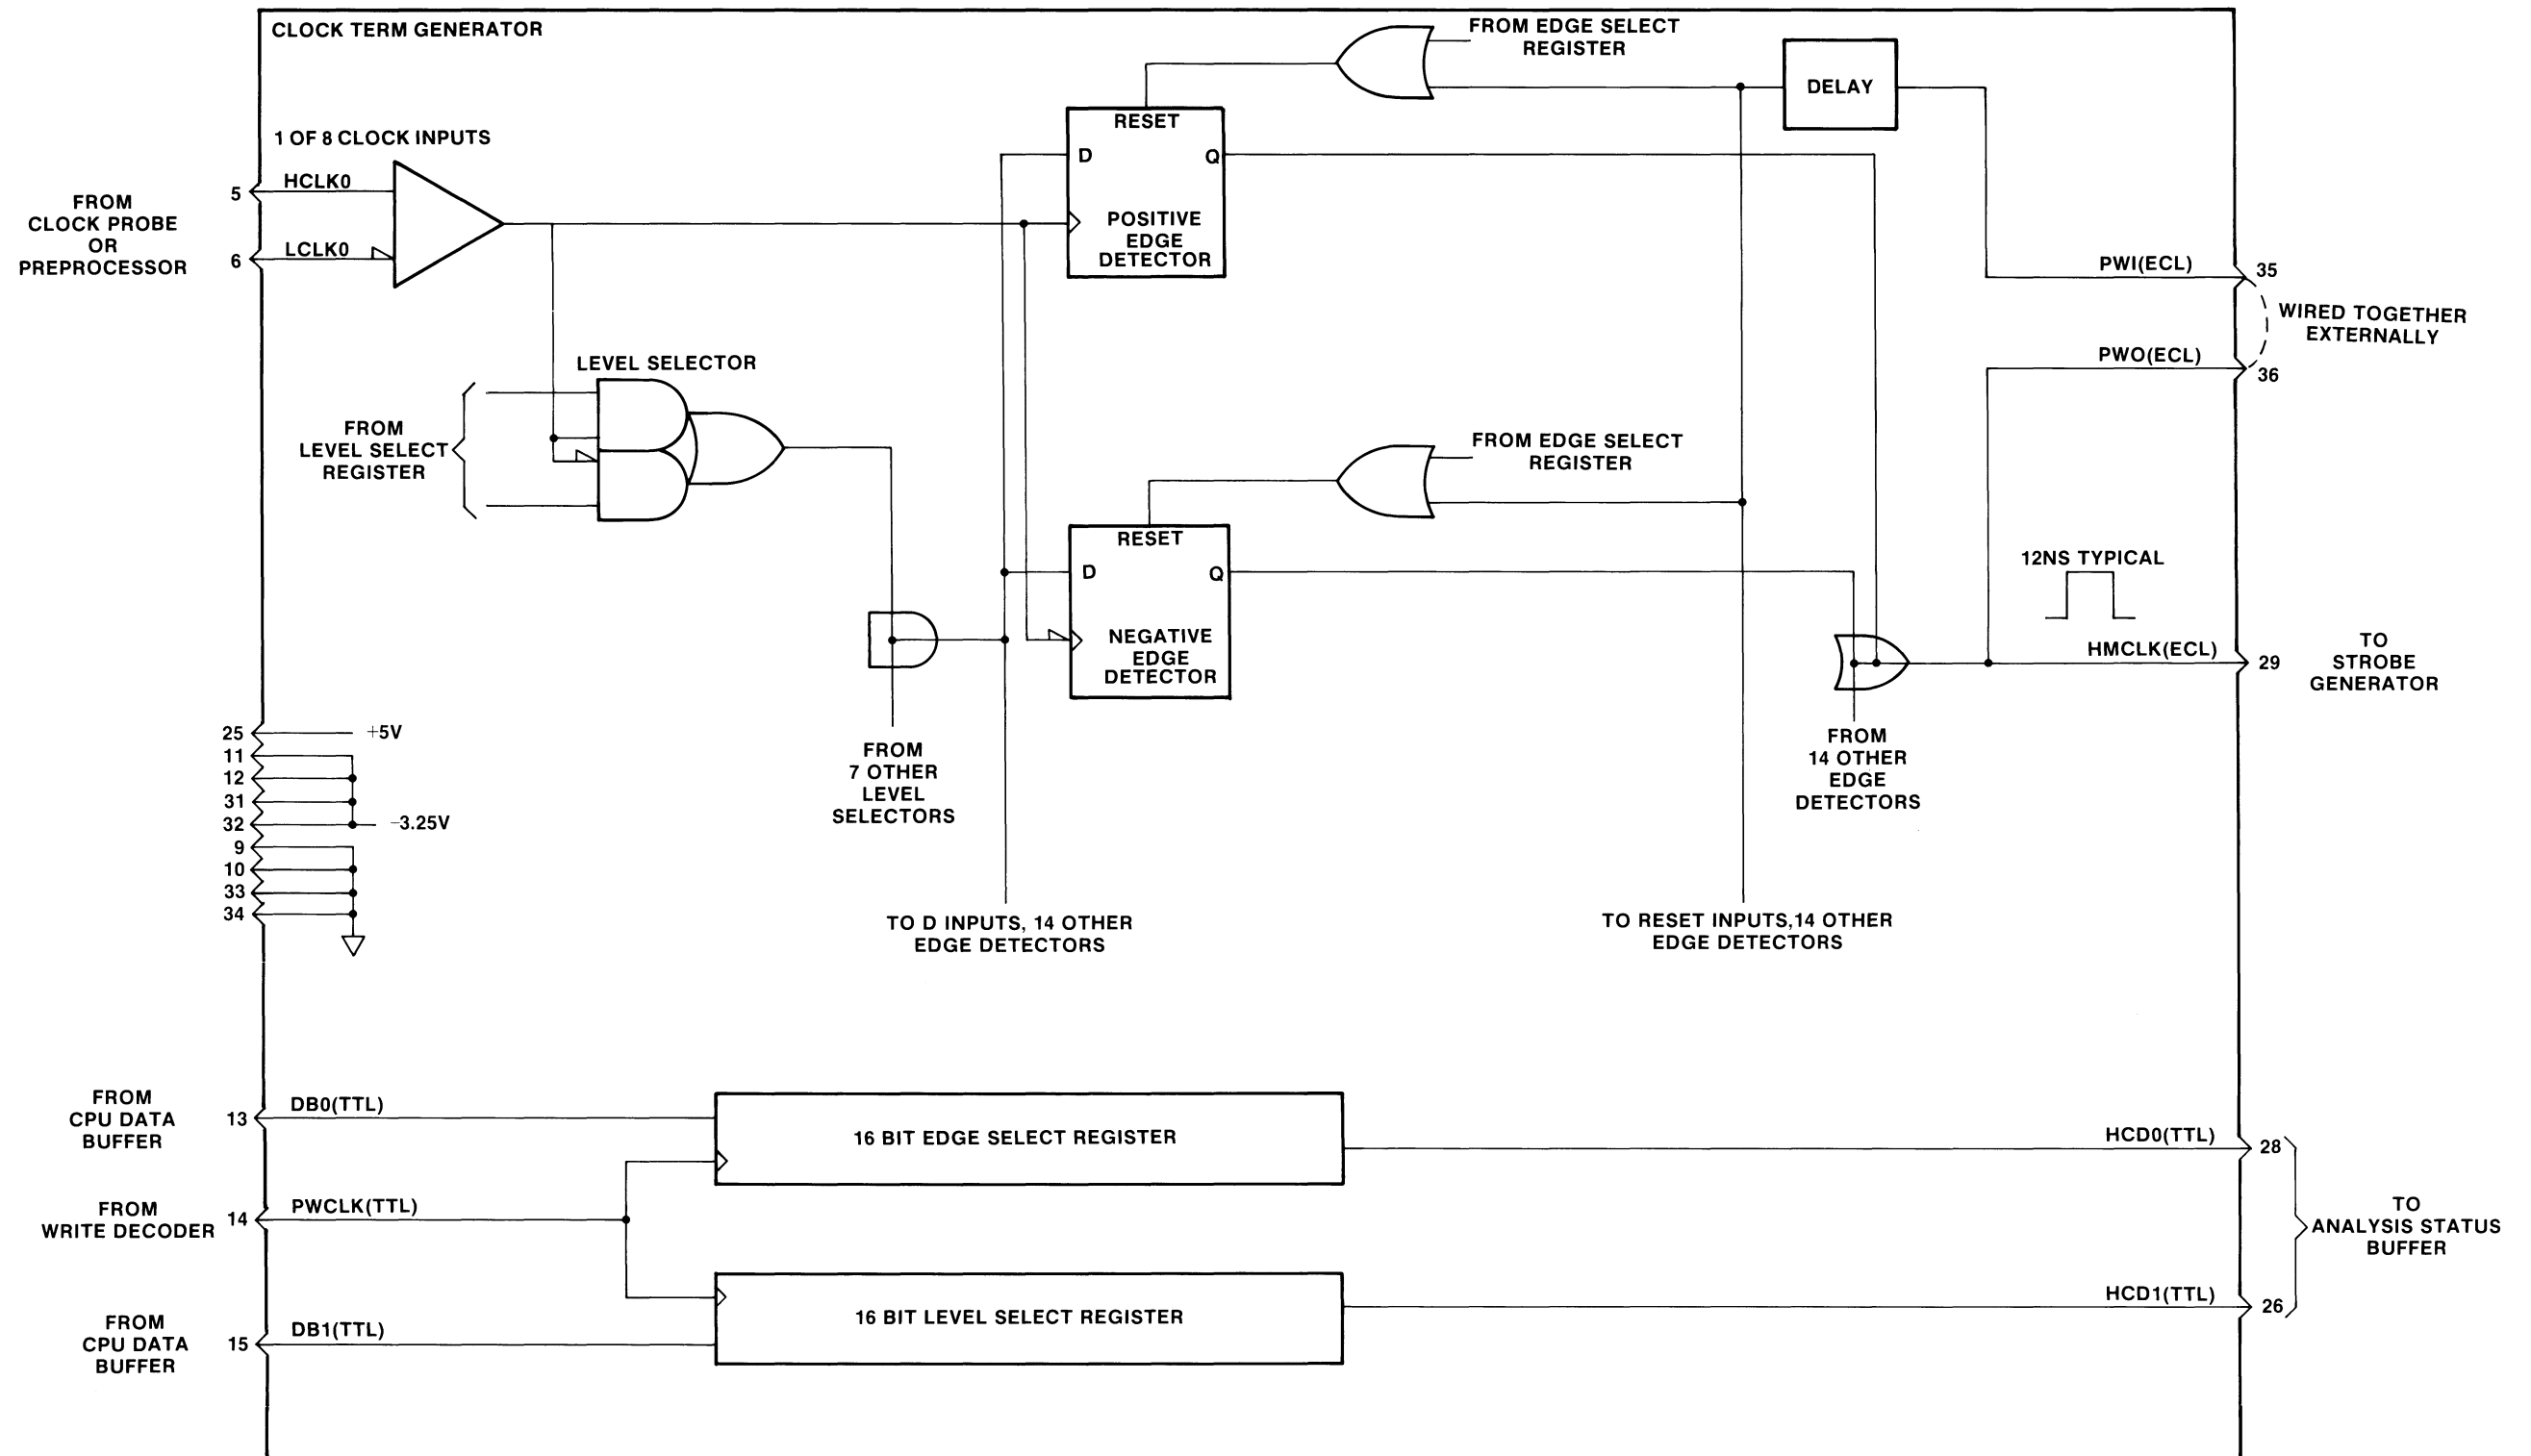 CLOCK TERM GENERATOR
FROM EDGE SELECT
REGISTER
DELAY
1 OF 8 CLOCK INPUTS
RESET
D
Q
POSITIVE
EDGE
DETECTOR
FROM
CLOCK PROBE
OR
PREPROCESSOR
5
HCLK0
6
LCLK0
PWI(ECL)
35
WIRED TOGETHER
EXTERNALLY
PWO(ECL)
36
LEVEL SELECTOR
FROM
LEVEL SELECT
REGISTER
FROM EDGE SELECT
REGISTER
RESET
D
Q
NEGATIVE
EDGE
DETECTOR
12NS TYPICAL
HMCLK(ECL)
29
TO
STROBE
GENERATOR
25
+5V
11
12
31
32
−3.25V
9
10
33
34
FROM
7 OTHER
LEVEL
SELECTORS
FROM
14 OTHER
EDGE
DETECTORS
TO D INPUTS, 14 OTHER
EDGE DETECTORS
TO RESET INPUTS,14 OTHER
EDGE DETECTORS
FROM
CPU DATA
BUFFER
13
DB0(TTL)
16 BIT EDGE SELECT REGISTER
HCD0(TTL)
28
FROM
WRITE DECODER
14
PWCLK(TTL)
TO
ANALYSIS STATUS
BUFFER
FROM
CPU DATA
BUFFER
15
DB1(TTL)
16 BIT LEVEL SELECT REGISTER
HCD1(TTL)
26